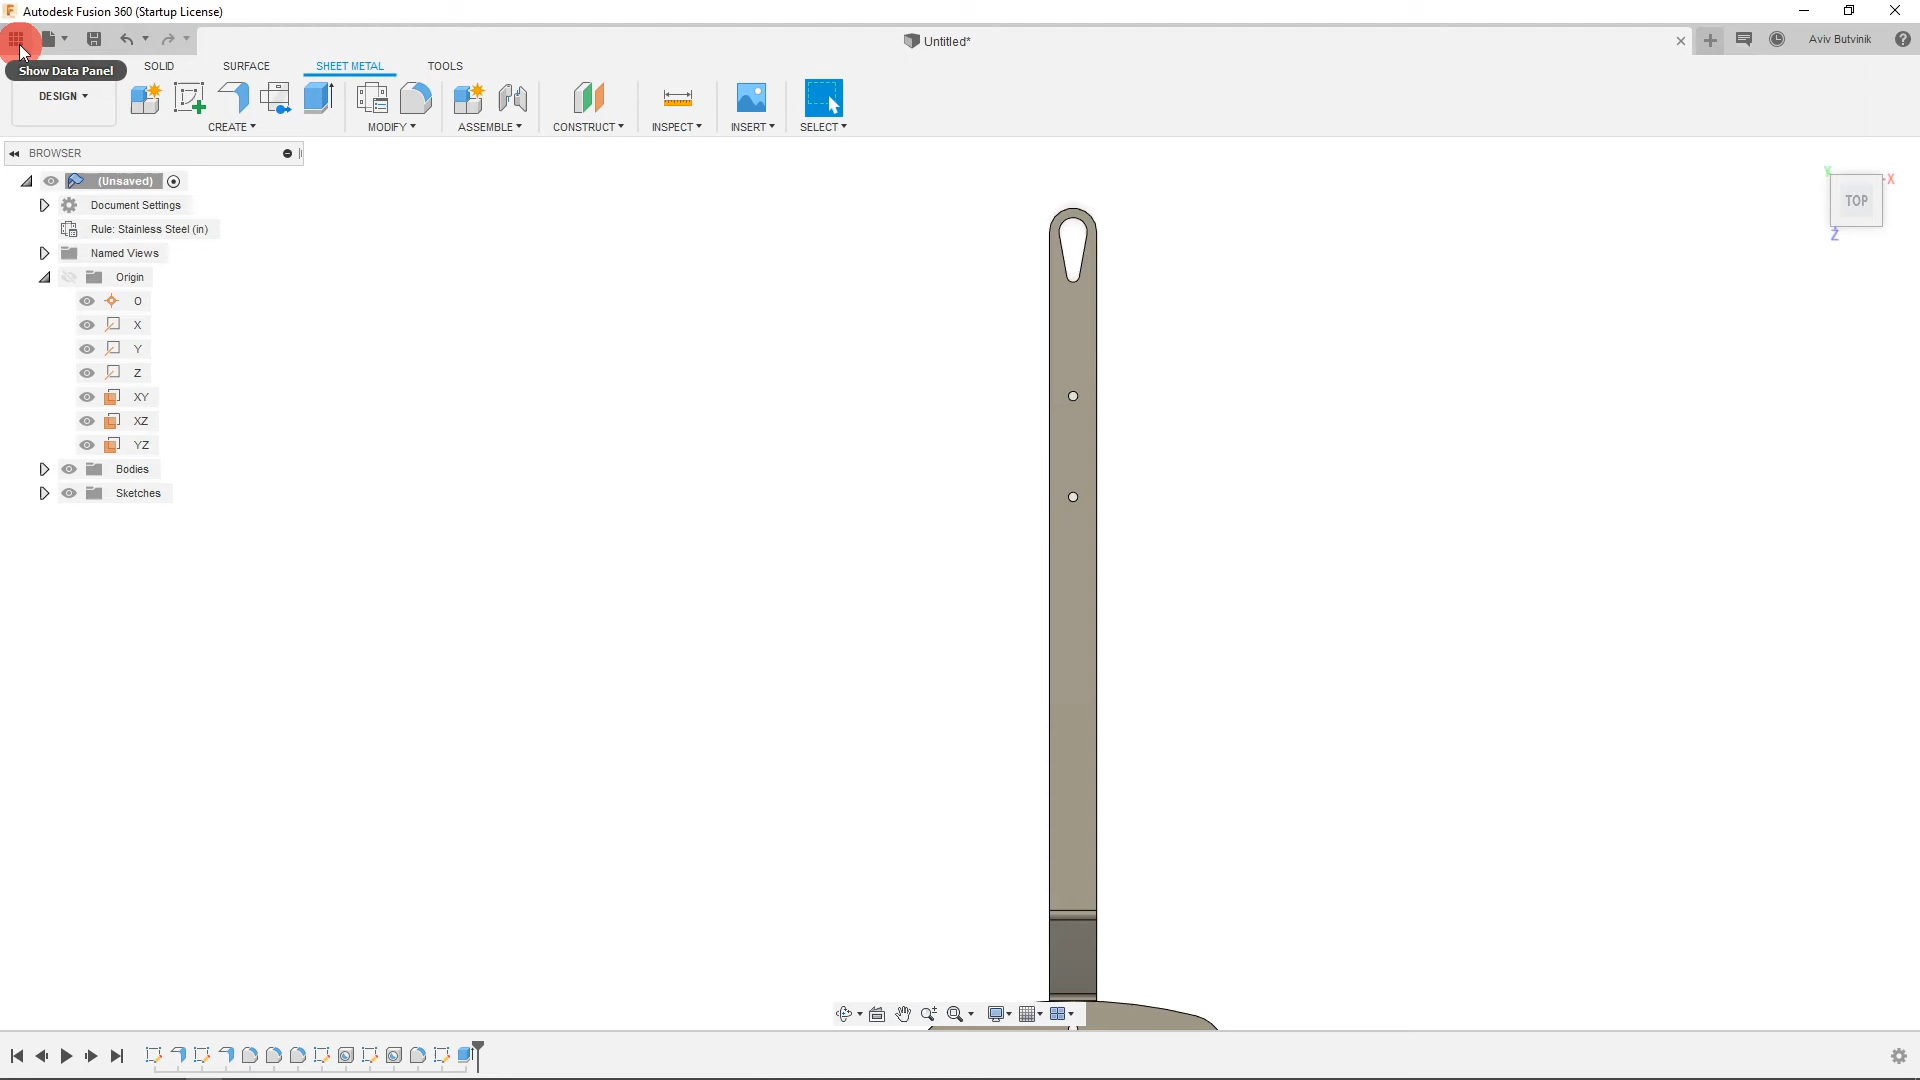 Autodesk Fusion 360 (Startup License)
Untitled*
Aviv Butvinik
Show Data Panel
SOLID
SURFACE
SHEET METAL
TOOLS
DESIGN
CREATE
MODIFY
ASSEMBLE
CONSTRUCT
INSPECT
INSERT
SELECT
BROWSER
(Unsaved)
Document Settings
Rule: Stainless Steel (in)
Named Views
Origin
O
X
Y
Z
XY
XZ
YZ
Bodies
Sketches
Y
X
TOP
Z